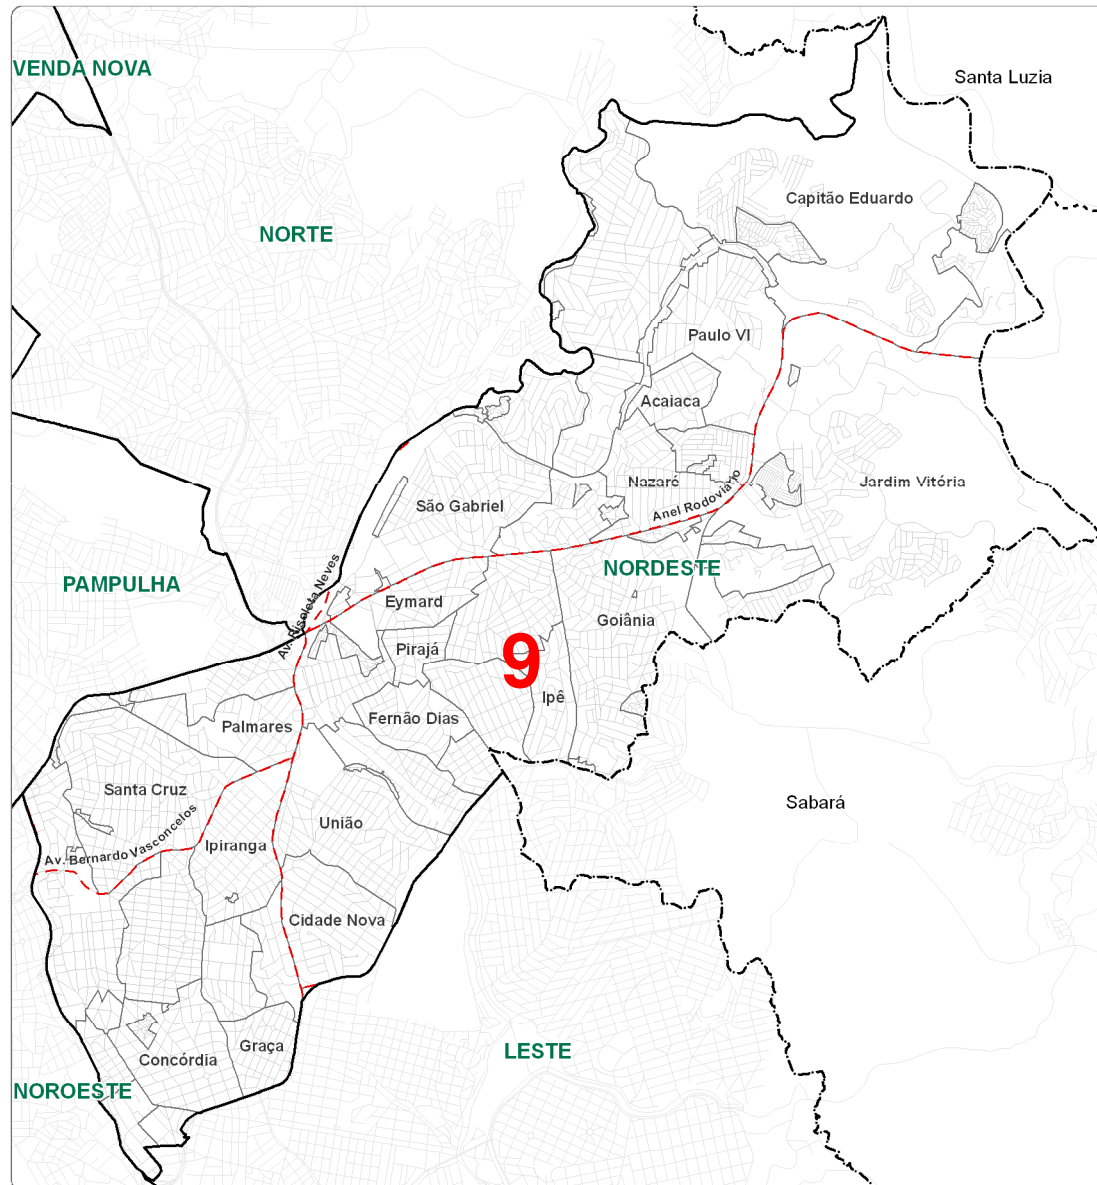 VENDA NOVA
Santa Luzia
Capitão Eduardo
NORTE
Paulo VI
Acaiaca
Nazaré
Jardim Vitória
São Gabriel
Anel Rodoviário
NORDESTE
PAMPULHA
Av. Risoleta Neves
Eymard
Goiânia
Pirajá
9
Ipê
Fernão Dias
Palmares
Santa Cruz
Sabará
União
Av. Bernardo Vasconcelos
Ipiranga
Cidade Nova
Graça
LESTE
Concórdia
NOROESTE